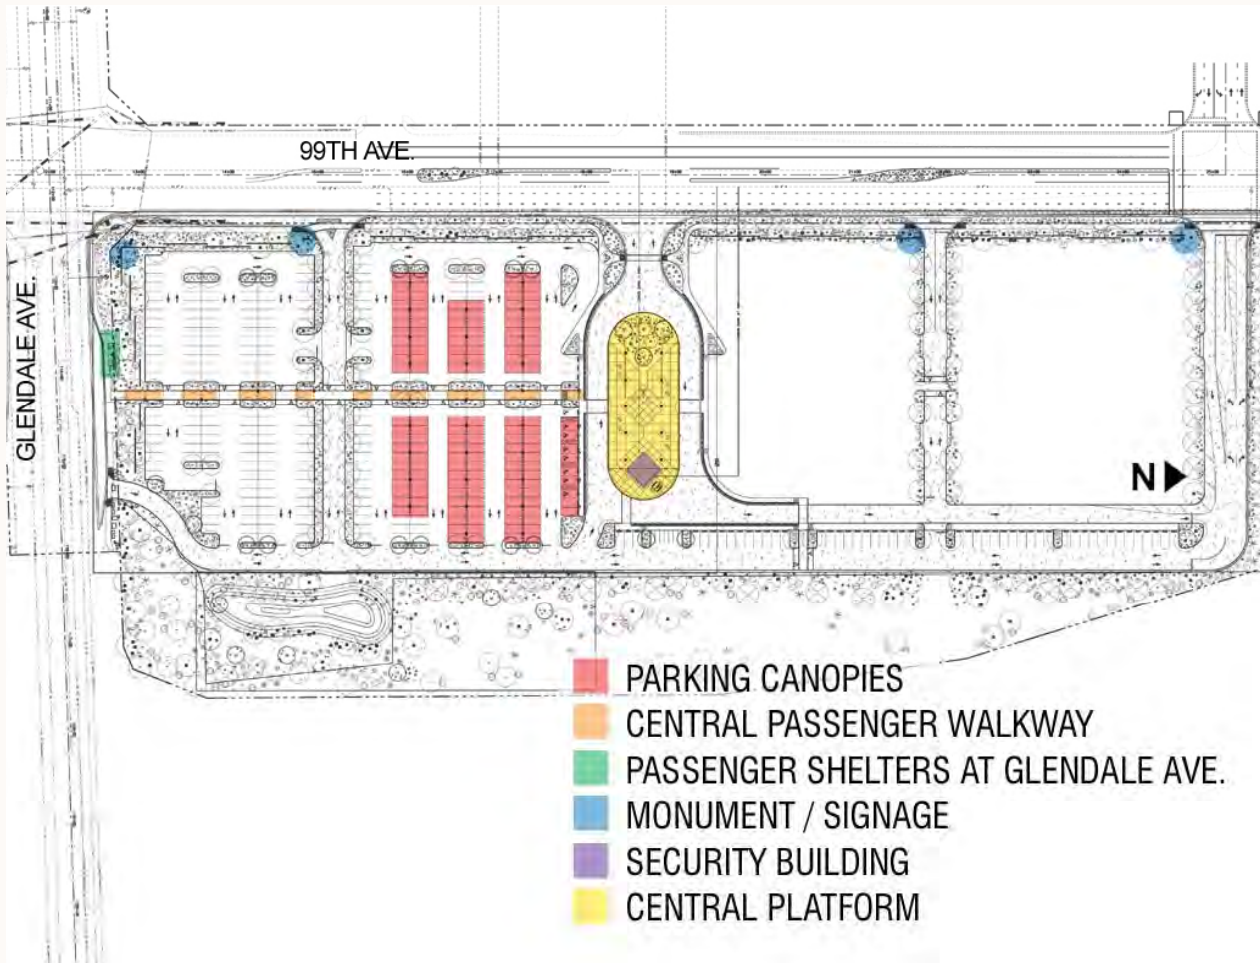 99TH AVE.
GLENDALE AVE.
N
PARKING CANOPIES
CENTRAL PASSENGER WALKWAY
PASSENGER SHELTERS AT GLENDALE AVE.
MONUMENT / SIGNAGE
SECURITY BUILDING
CENTRAL PLATFORM